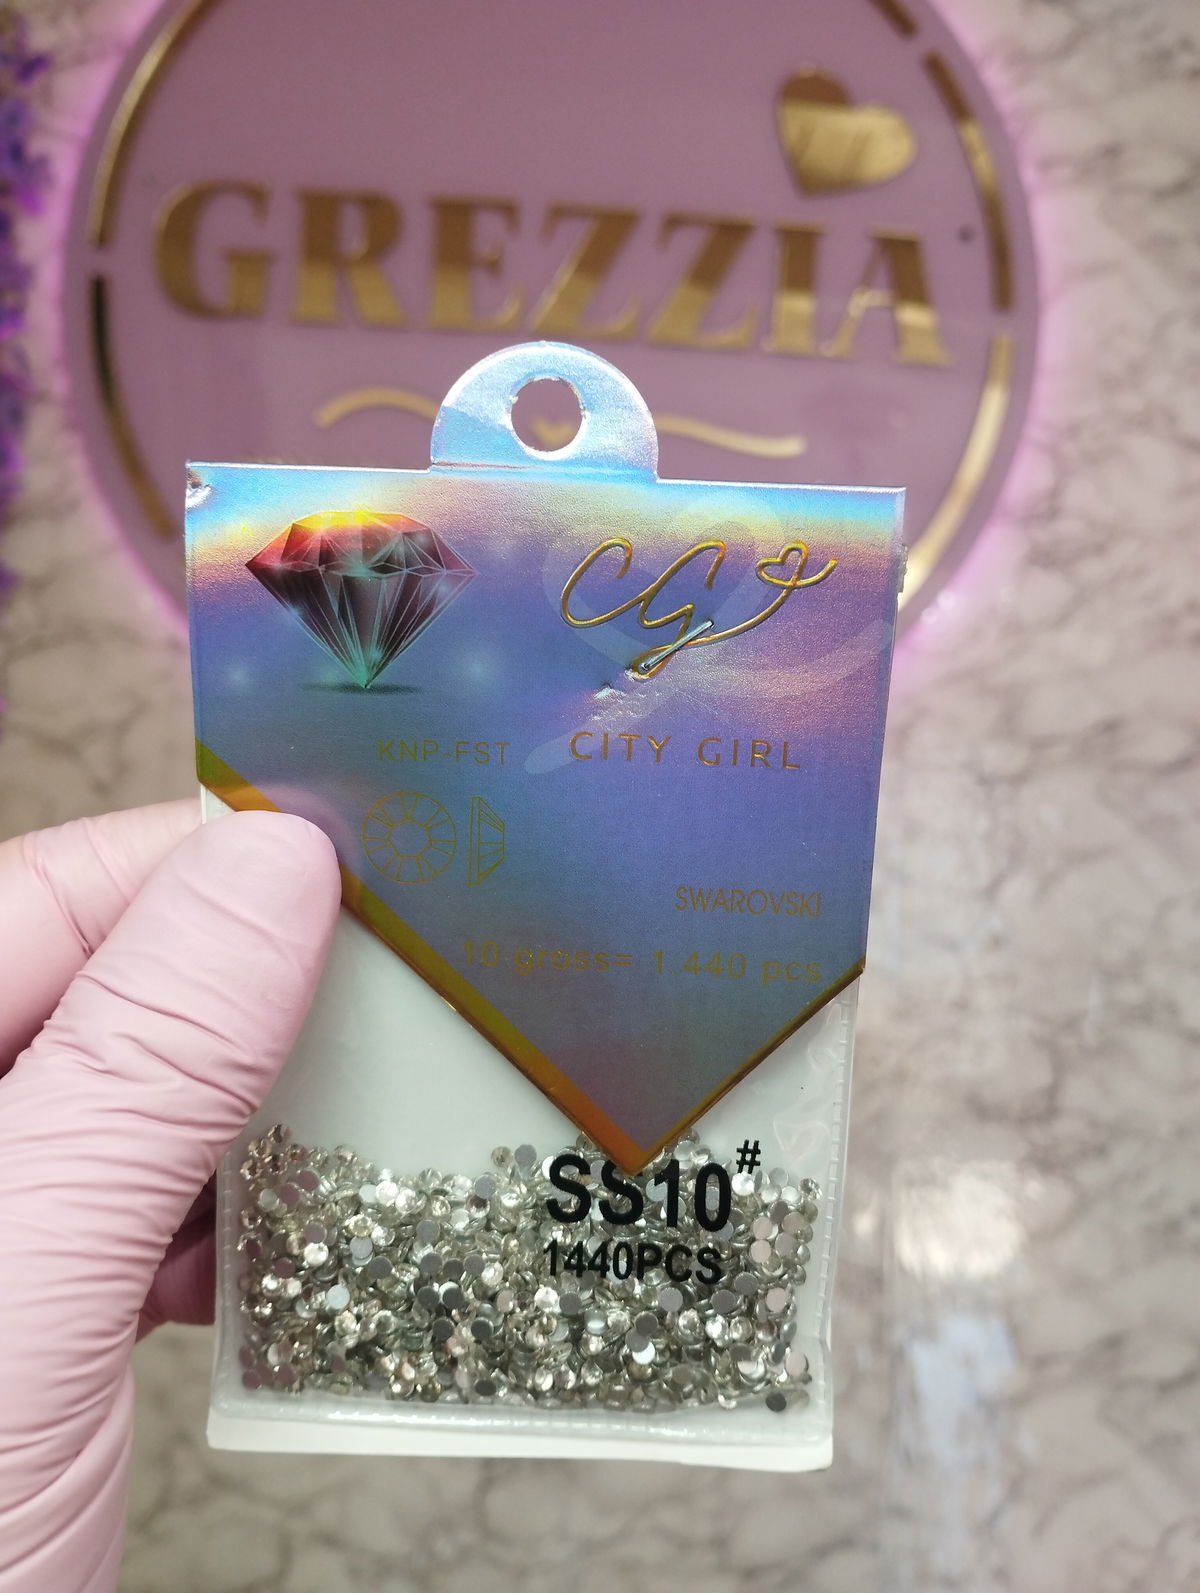 GREZZIA
CG
KNP-FST
CITY GIRL
SWAROVSKI
10 gross= 1.440 pcs
SS10#
1440PCS